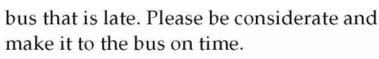 bus that is late. Please be considerate and
make it to the bus on time.